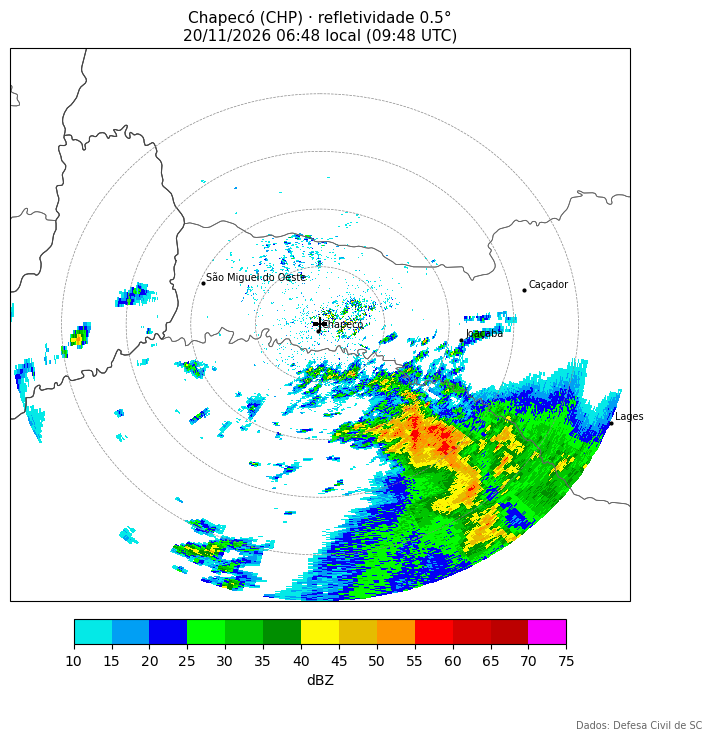 Chapecó (CHP) · refletividade 0.5°
20/11/2026 06:48 local (09:48 UTC)
São Miguel do Oeste
Caçador
Chapecó
Joaçaba
Lages
10 15 20 25 30 35 40 45 50 55 60 65 70 75
dBZ
Dados: Defesa Civil de SC